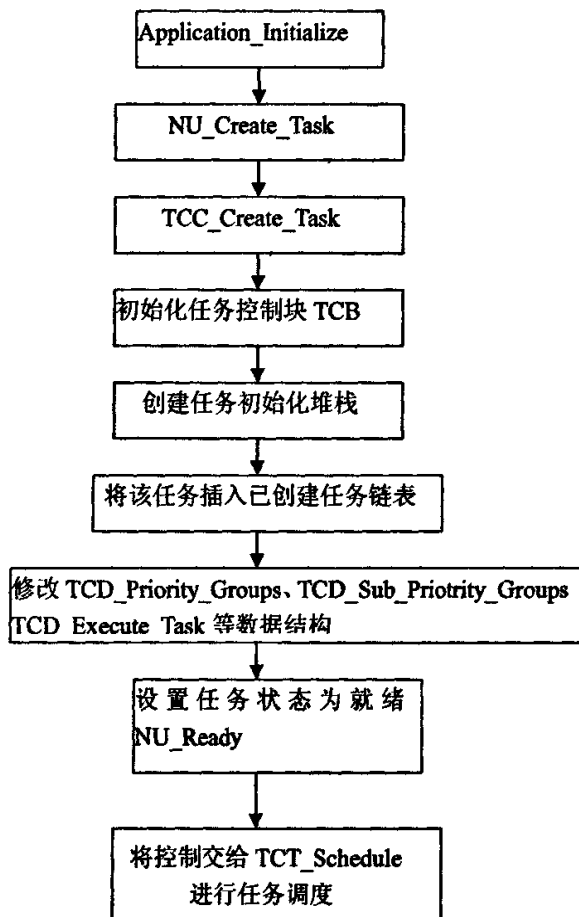 Application_Initialize
NU_Create_Task
TCC_Create_Task
初始化任务控制块 TCB
创建任务初始化堆栈
将该任务插入已创建任务链表
修改 TCD_Priority_Groups、TCD_Sub_Priotrity_Groups
TCD_Execute_Task 等数据结构
设置任务状态为就绪
NU_Ready
将控制交给 TCT_Schedule
进行任务调度